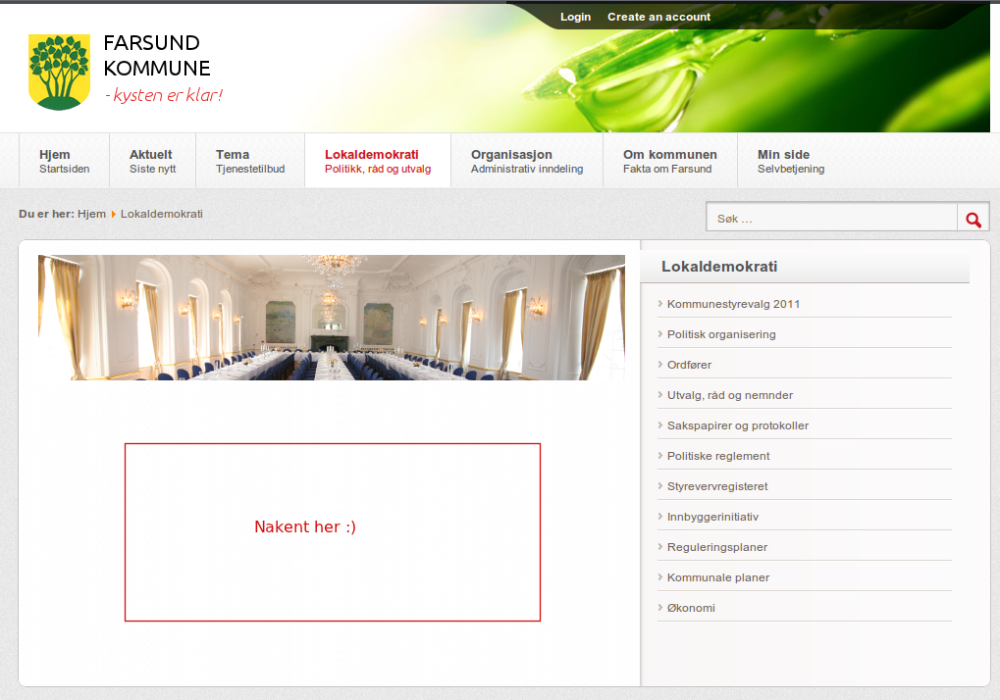 Login Create an account
FARSUND
KOMMUNE
- kysten er klar!
Hjem Aktuelt Tema Lokaldemokrati Organisasjon Om kommunen Min side
Startsiden Siste nytt Tjenestetilbud Politikk, råd og utvalg Administrativ inndeling Fakta om Farsund Selvbetjening
Du er her: Hjem Lokaldemokrati
Søk ...
Nakent her :)
Lokaldemokrati
Kommunestyrevalg 2011
Politisk organisering
Ordfører
Utvalg, råd og nemnder
Sakspapirer og protokoller
Politiske reglement
Styrevervregisteret
Innbyggerinitiativ
Reguleringsplaner
Kommunale planer
Økonomi